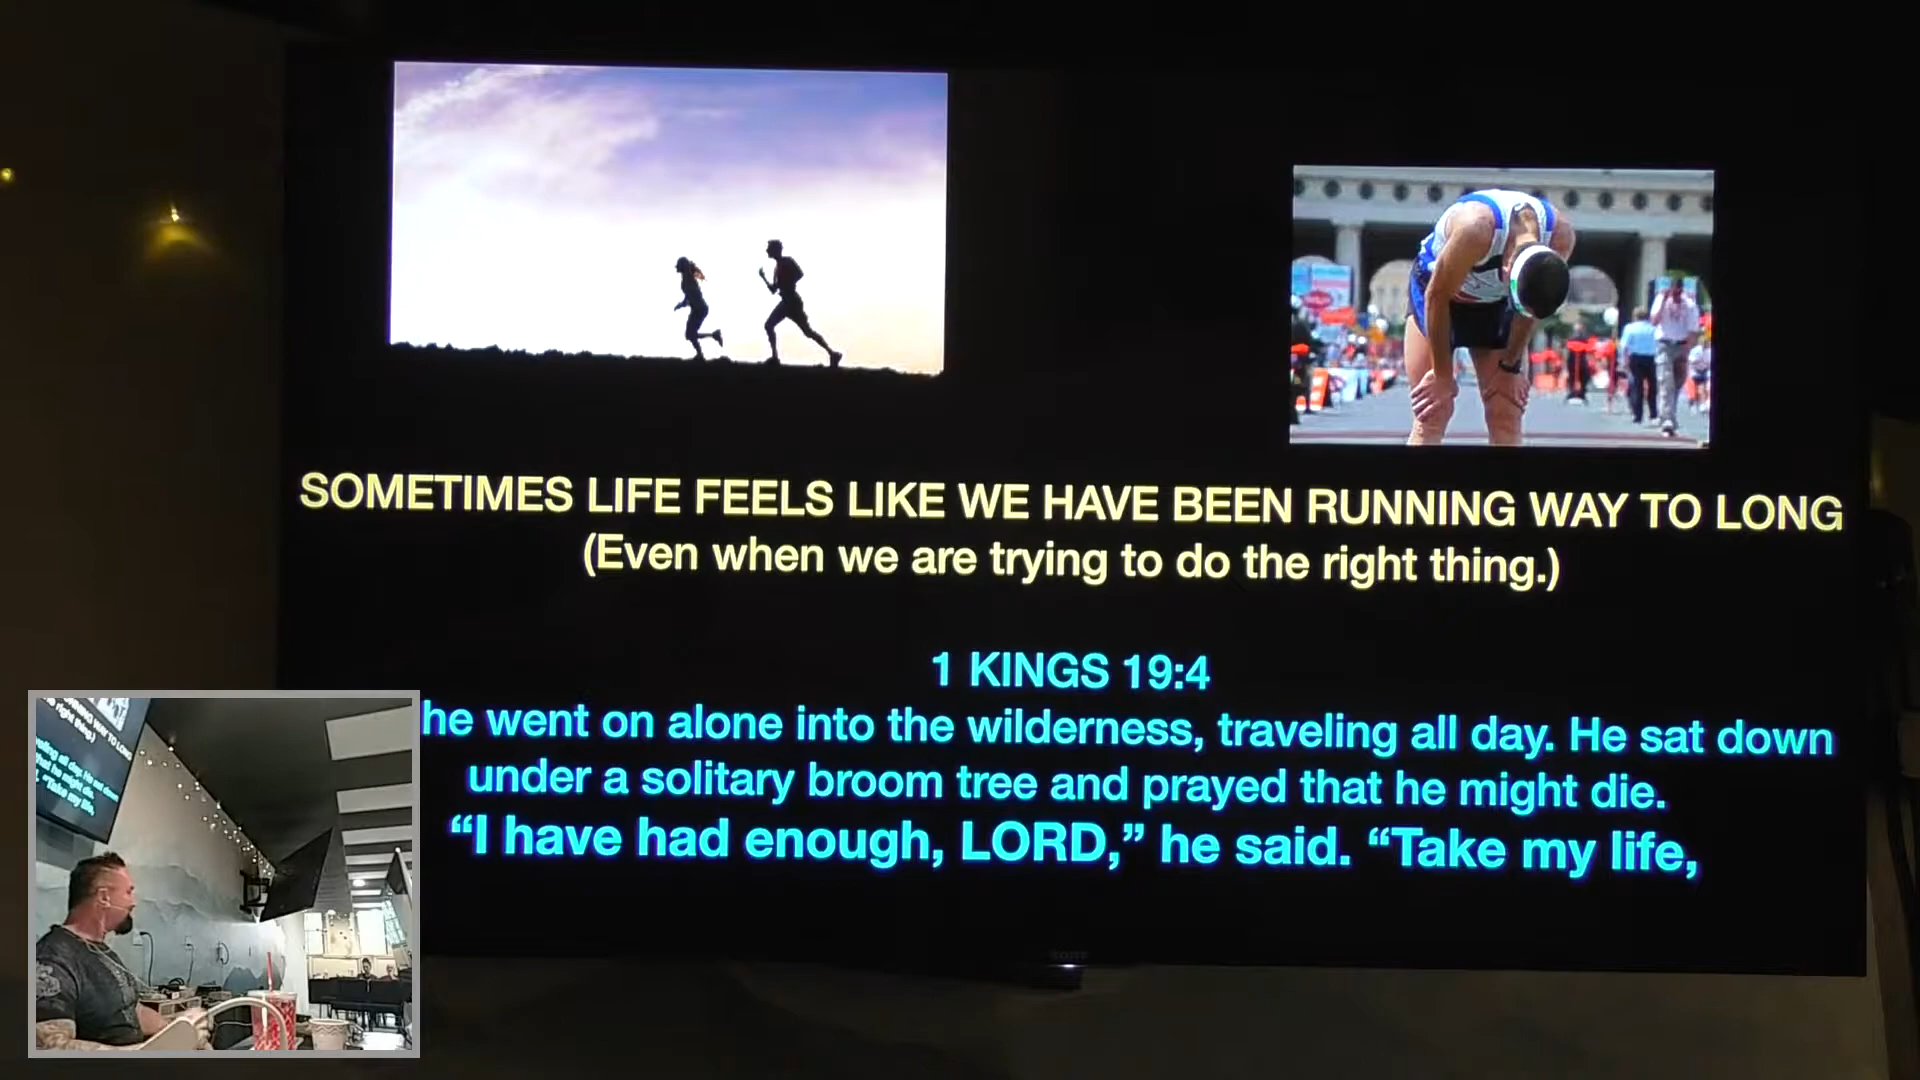 SOMETIMES LIFE FEELS LIKE WE HAVE BEEN RUNNING WAY TO LONG
(Even when we are trying to do the right thing.)
1 KINGS 19:4
he went on alone into the wilderness, traveling all day. He sat down
under a solitary broom tree and prayed that he might die.
“I have had enough, LORD,” he said. “Take my life,